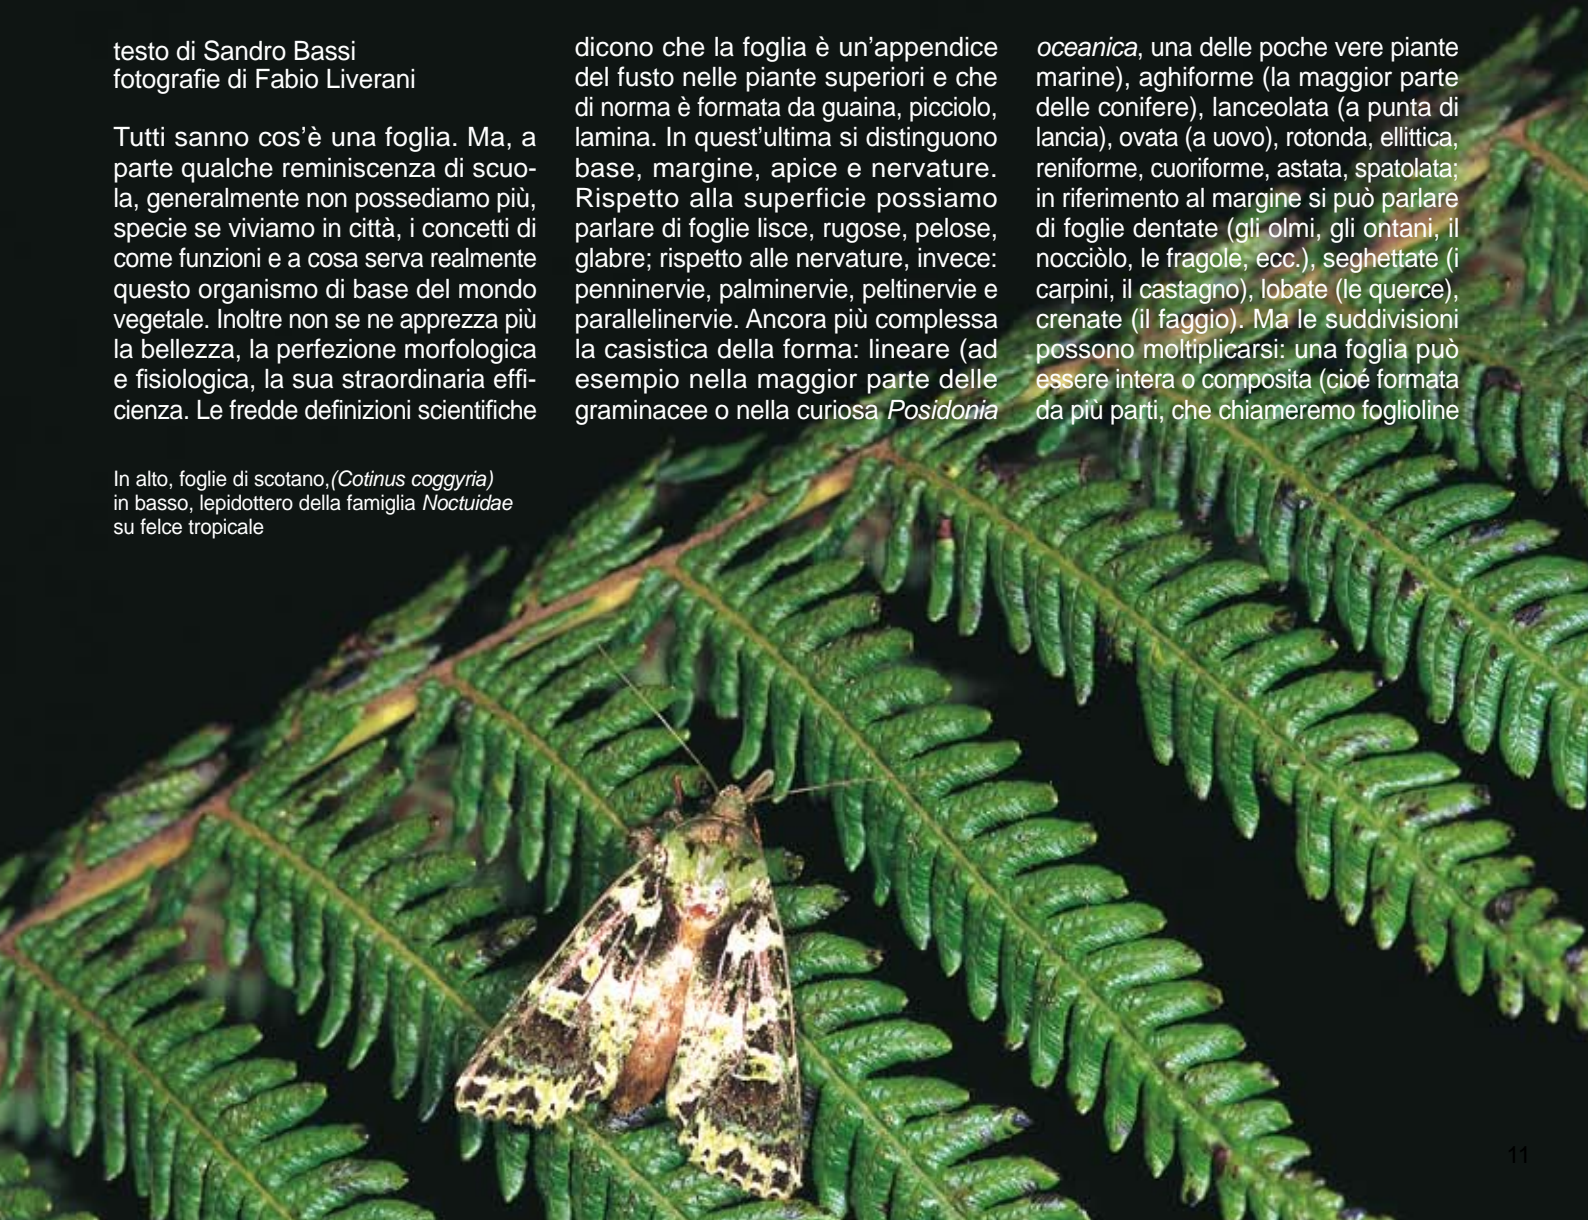 testo di Sandro Bassi
fotografie di Fabio Liverani
Tutti sanno cos'è una foglia. Ma, a
parte qualche reminiscenza di scuo-
la, generalmente non possediamo più,
specie se viviamo in città, i concetti di
come funzioni e a cosa serva realmente
questo organismo di base del mondo
vegetale. Inoltre non se ne apprezza più
la bellezza, la perfezione morfologica
e fisiologica, la sua straordinaria effi-
cienza. Le fredde definizioni scientifiche
dicono che la foglia è un'appendice
del fusto nelle piante superiori e che
di norma è formata da guaina, picciolo,
lamina. In quest'ultima si distinguono
base, margine, apice e nervature.
Rispetto alla superficie possiamo
parlare di foglie lisce, rugose, pelose,
glabre; rispetto alle nervature, invece:
penninervie, palminervie, peltinervie e
parallelinervie. Ancora più complessa
la casistica della forma: lineare (ad
esempio nella maggior parte delle
graminacee o nella curiosa Posidonia
oceanica, una delle poche vere piante
marine), aghiforme (la maggior parte
delle conifere), lanceolata (a punta di
lancia), ovata (a uovo), rotonda, ellittica,
reniforme, cuoriforme, astata, spatolata;
in riferimento al margine si può parlare
di foglie dentate (gli olmi, gli ontani, il
nocciòlo, le fragole, ecc.), seghettate (i
carpini, il castagno), lobate (le querce),
crenate (il faggio). Ma le suddivisioni
possono moltiplicarsi: una foglia può
essere intera o composita (cioé formata
da più parti, che chiameremo foglioline
In alto, foglie di scotano,(Cotinus coggyria)
in basso, lepidottero della famiglia Noctuidae
su felce tropicale
11